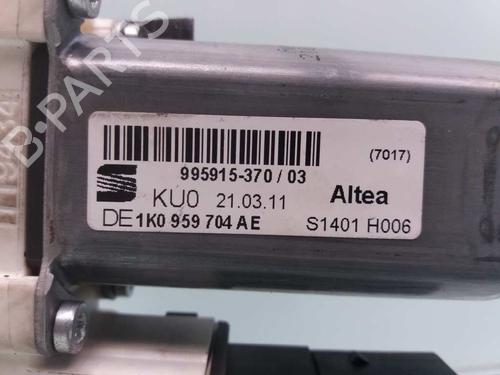 B-PARTS
995915-370 / 03
(7017)
KU0 21.03.11
Altea
DE 1K0 959 704 AE
S1401 H006